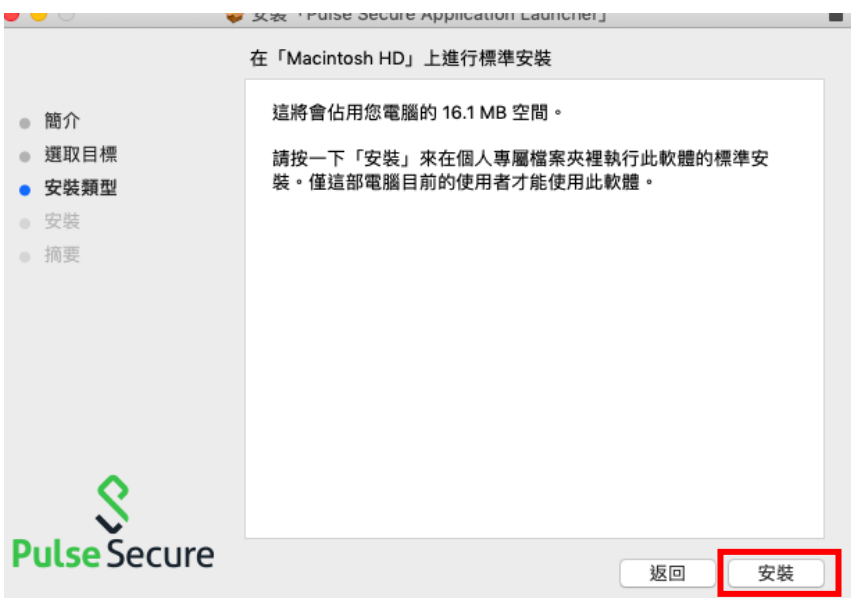 安裝「Pulse Secure Application Launcher」
在「Macintosh HD」上進行標準安裝
簡介
選取目標
安裝類型
安裝
摘要
這將會佔用您電腦的 16.1 MB 空間。
請按一下「安裝」來在個人專屬檔案夾裡執行此軟體的標準安
裝。僅這部電腦目前的使用者才能使用此軟體。
Pulse Secure
返回
安裝